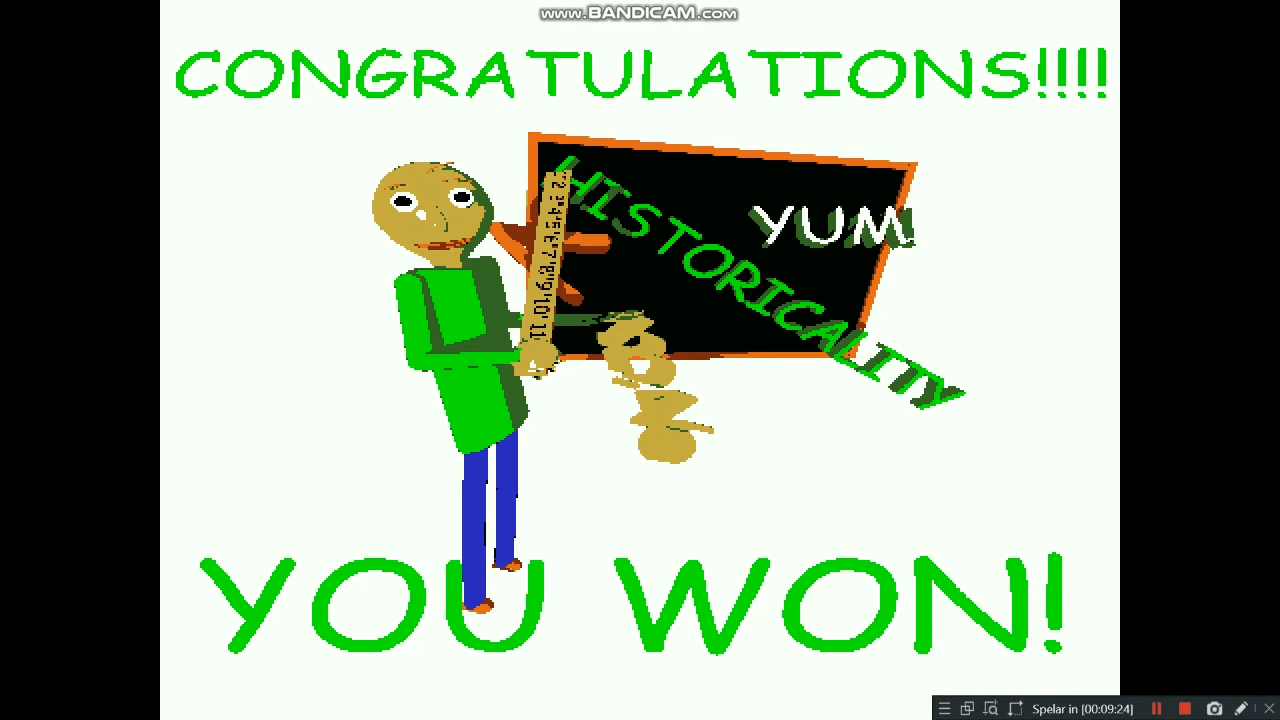 www.BANDICAM.com
CONGRATULATIONS!!!!
HISTORICALITY
YUM!
YOU WON!
Spelar in [00:09:24]